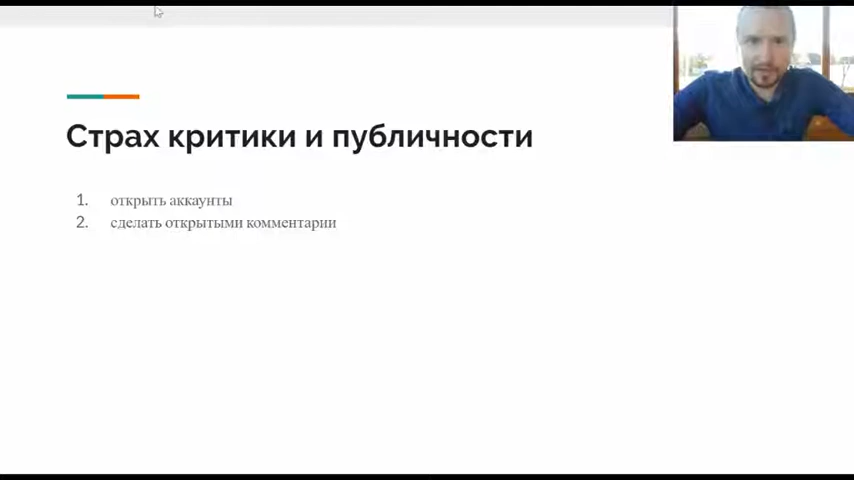 Страх критики и публичности
1. открыть аккаунты
2. сделать открытыми комментарии